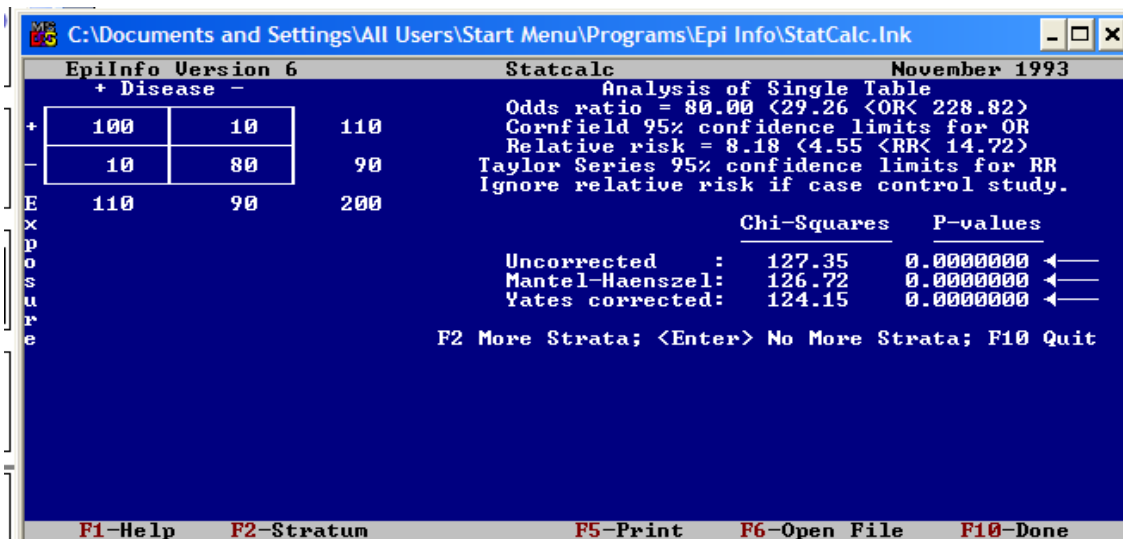 C:\Documents and Settings\All Users\Start Menu\Programs\Epi Info\StatCalc.lnk
EpiInfo Version 6 Statcalc November 1993
+ Disease - Analysis of Single Table
Odds ratio = 80.00 (29.26 <OR< 228.82)
+ 100 10 110 Cornfield 95% confidence limits for OR
Relative risk = 8.18 (4.55 <RR< 14.72)
- 10 80 90 Taylor Series 95% confidence limits for RR
Ignore relative risk if case control study.
110 90 200
Exposure
Chi-Squares P-values
Uncorrected : 127.35 0.0000000
Mantel-Haenszel: 126.72 0.0000000
Yates corrected: 124.15 0.0000000
F2 More Strata; <Enter> No More Strata; F10 Quit
F1-Help F2-Stratum F5-Print F6-Open File F10-Done